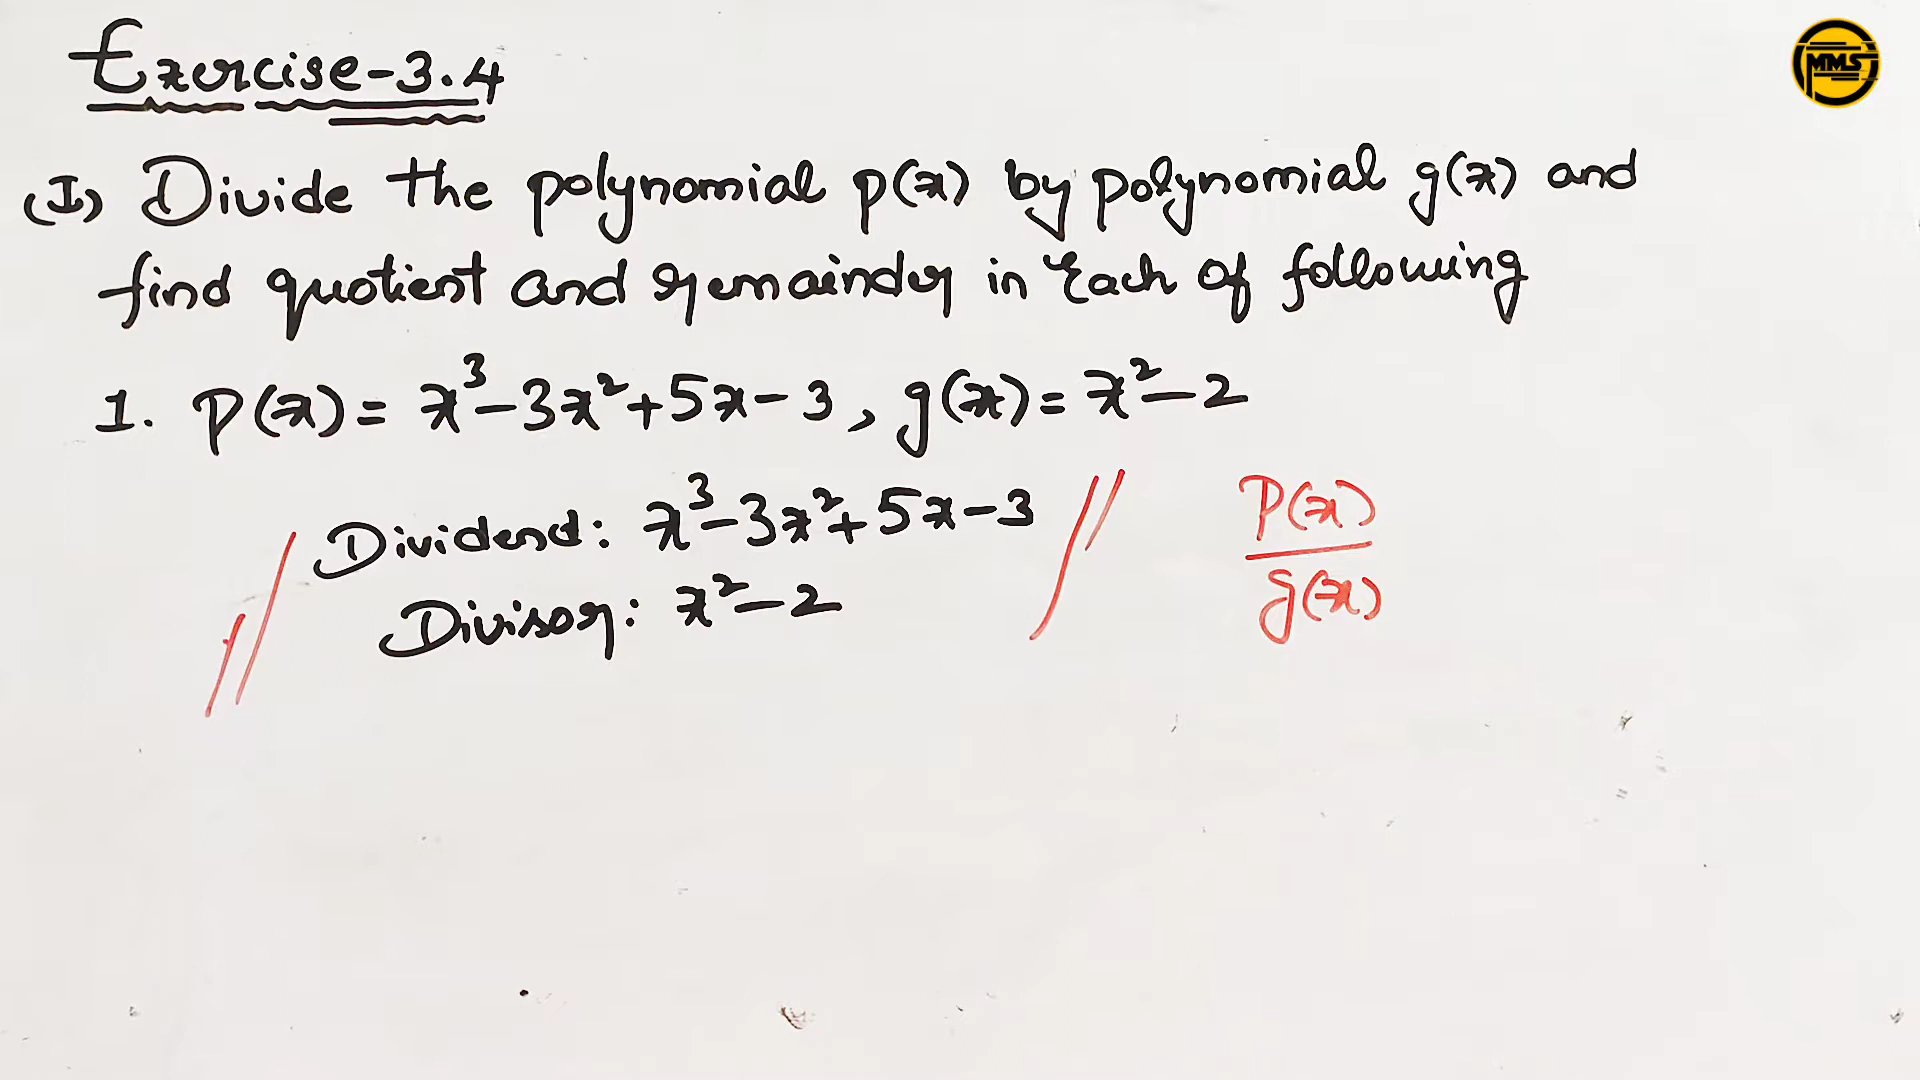 Exercise-3.4
MMS
(I) Divide the polynomial p(x) by polynomial g(x) and
find quotient and remainder in Each of following
1. p(x) = x³-3x²+5x-3, g(x) = x²-2
Dividend: x³-3x²+5x-3
Divisor: x²-2
P(x)
g(x)